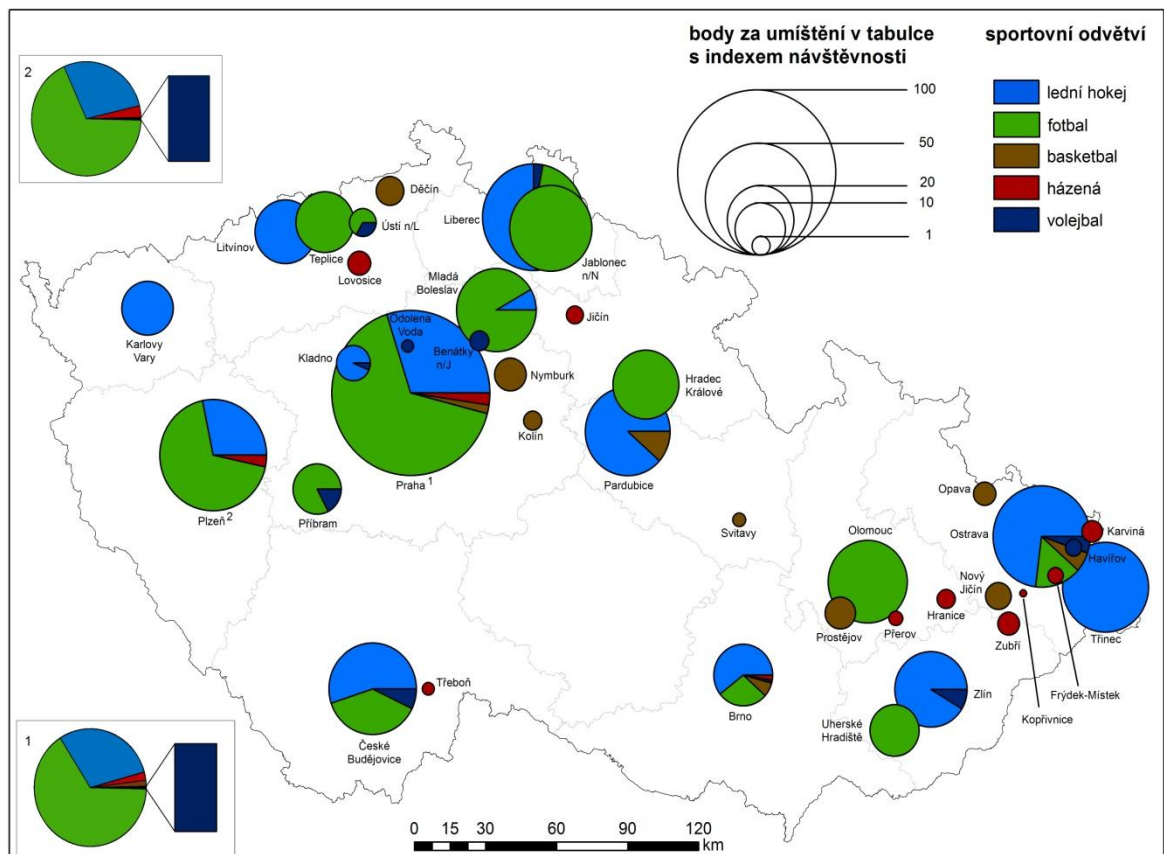 2
body za umístění v tabulce
s indexem návštěvnosti
100
50
20
10
1
sportovní odvětví
lední hokej
fotbal
basketbal
házená
volejbal
Děčín
Ústí n/L
Litvínov
Teplice
Lovosice
Liberec
Jablonec
n/N
Mladá
Boleslav
Jičín
Karlovy
Vary
Odolena
Voda
Kladno
Benátky
n/J
Nymburk
Kolín
Praha 1
Hradec
Králové
Pardubice
Plzeň 2
Příbram
Svitavy
Opava
Ostrava
Karviná
Havířov
Třinec
Olomouc
Nový
Jičín
Hranice
Prostějov
Přerov
Zubří
Frýdek-Místek
Kopřivnice
Třeboň
České
Budějovice
Brno
Zlín
Uherské
Hradiště
1
0 15 30 60 90 120
km